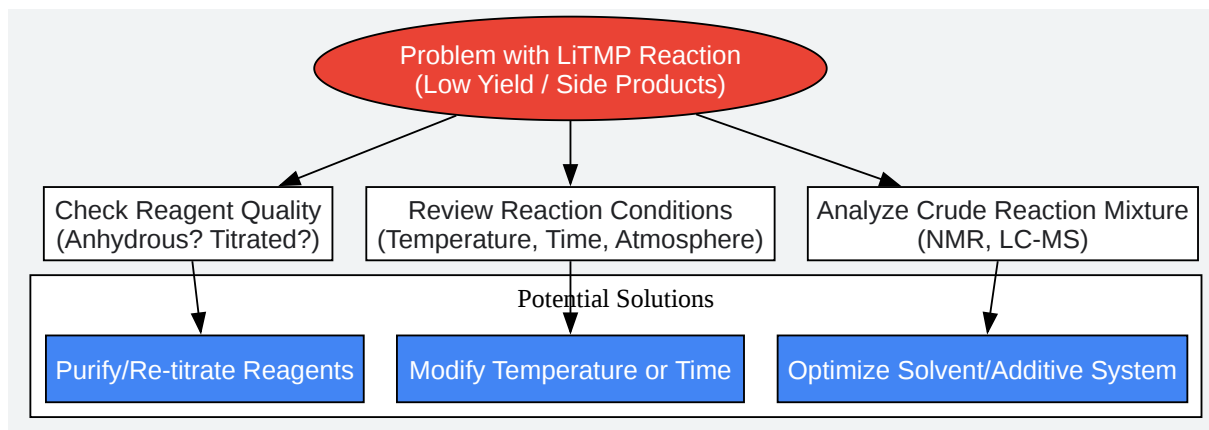 Problem with LiTMP Reaction
(Low Yield / Side Products)
Check Reagent Quality
(Anhydrous? Titrated?)
Review Reaction Conditions
(Temperature, Time, Atmosphere)
Analyze Crude Reaction Mixture
(NMR, LC-MS)
Potential Solutions
Purify/Re-titrate Reagents
Modify Temperature or Time
Optimize Solvent/Additive System